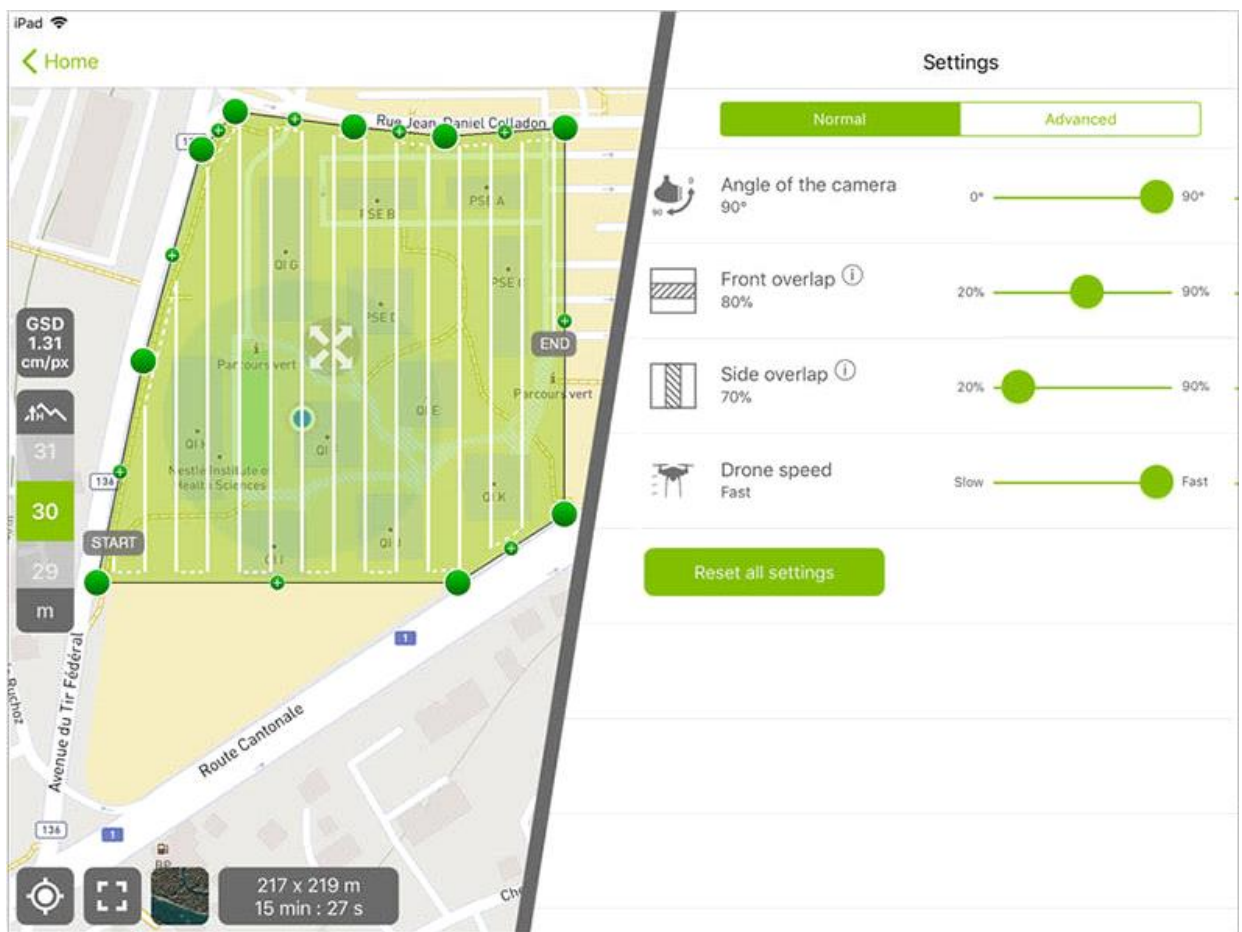 iPad
Home
Settings
Normal
Advanced
Angle of the camera
90°
0°
90°
Front overlap
80%
20%
90%
Side overlap
70%
20%
90%
Drone speed
Fast
Slow
Fast
Reset all settings
Rue Jean-Daniel Colladon
PSE B
PSE A
QI G
PSE
PSE
GSD
1.31
cm/px
END
Parcours vert
Parcours vert
QI E
31
136
QI
Nestle Institute of
Health Sciences
QI K
30
START
29
QI
m
1
Avenue du Tir Fédéral
Ruchoz
Route Cantonale
136
1
BP
217 x 219 m
15 min : 27 s